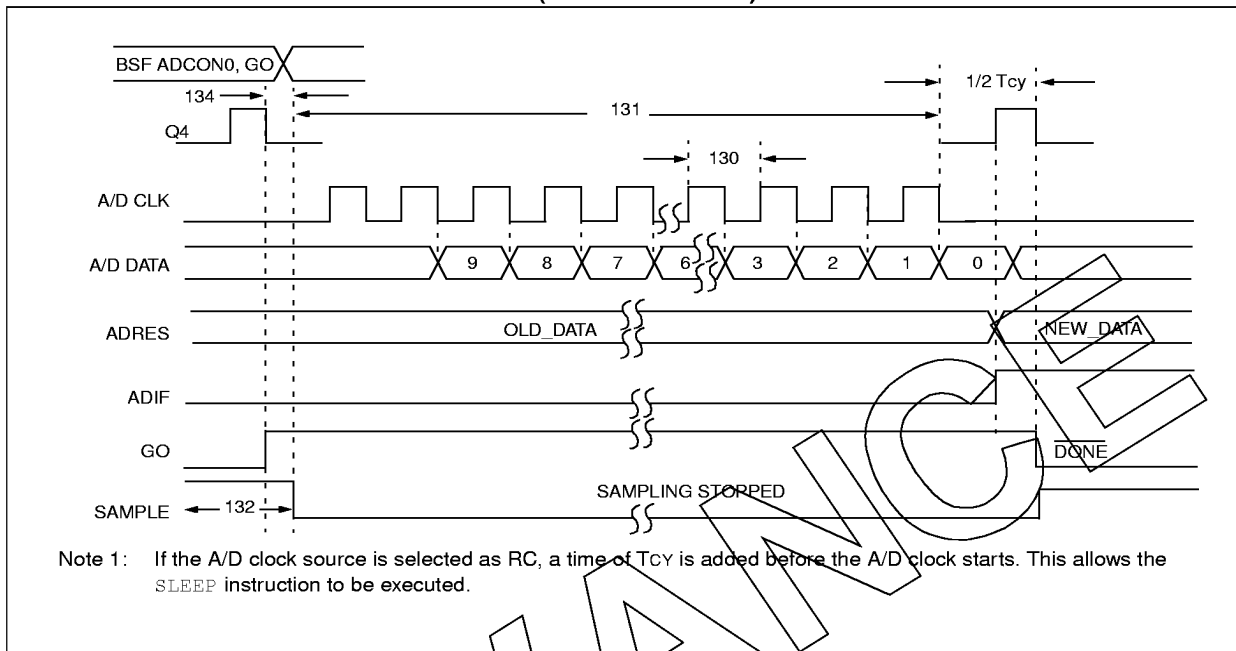 BSF ADCON0, GO
134
Q4
131
1/2 TCY
130
A/D CLK
A/D DATA
9 8 7 6 3 2 1 0
ADRES
OLD_DATA
NEW_DATA
ADIF
GO
DONE
SAMPLE
132
SAMPLING STOPPED
Note 1: If the A/D clock source is selected as RC, a time of TCY is added before the A/D clock starts. This allows the
SLEEP instruction to be executed.
ANCE